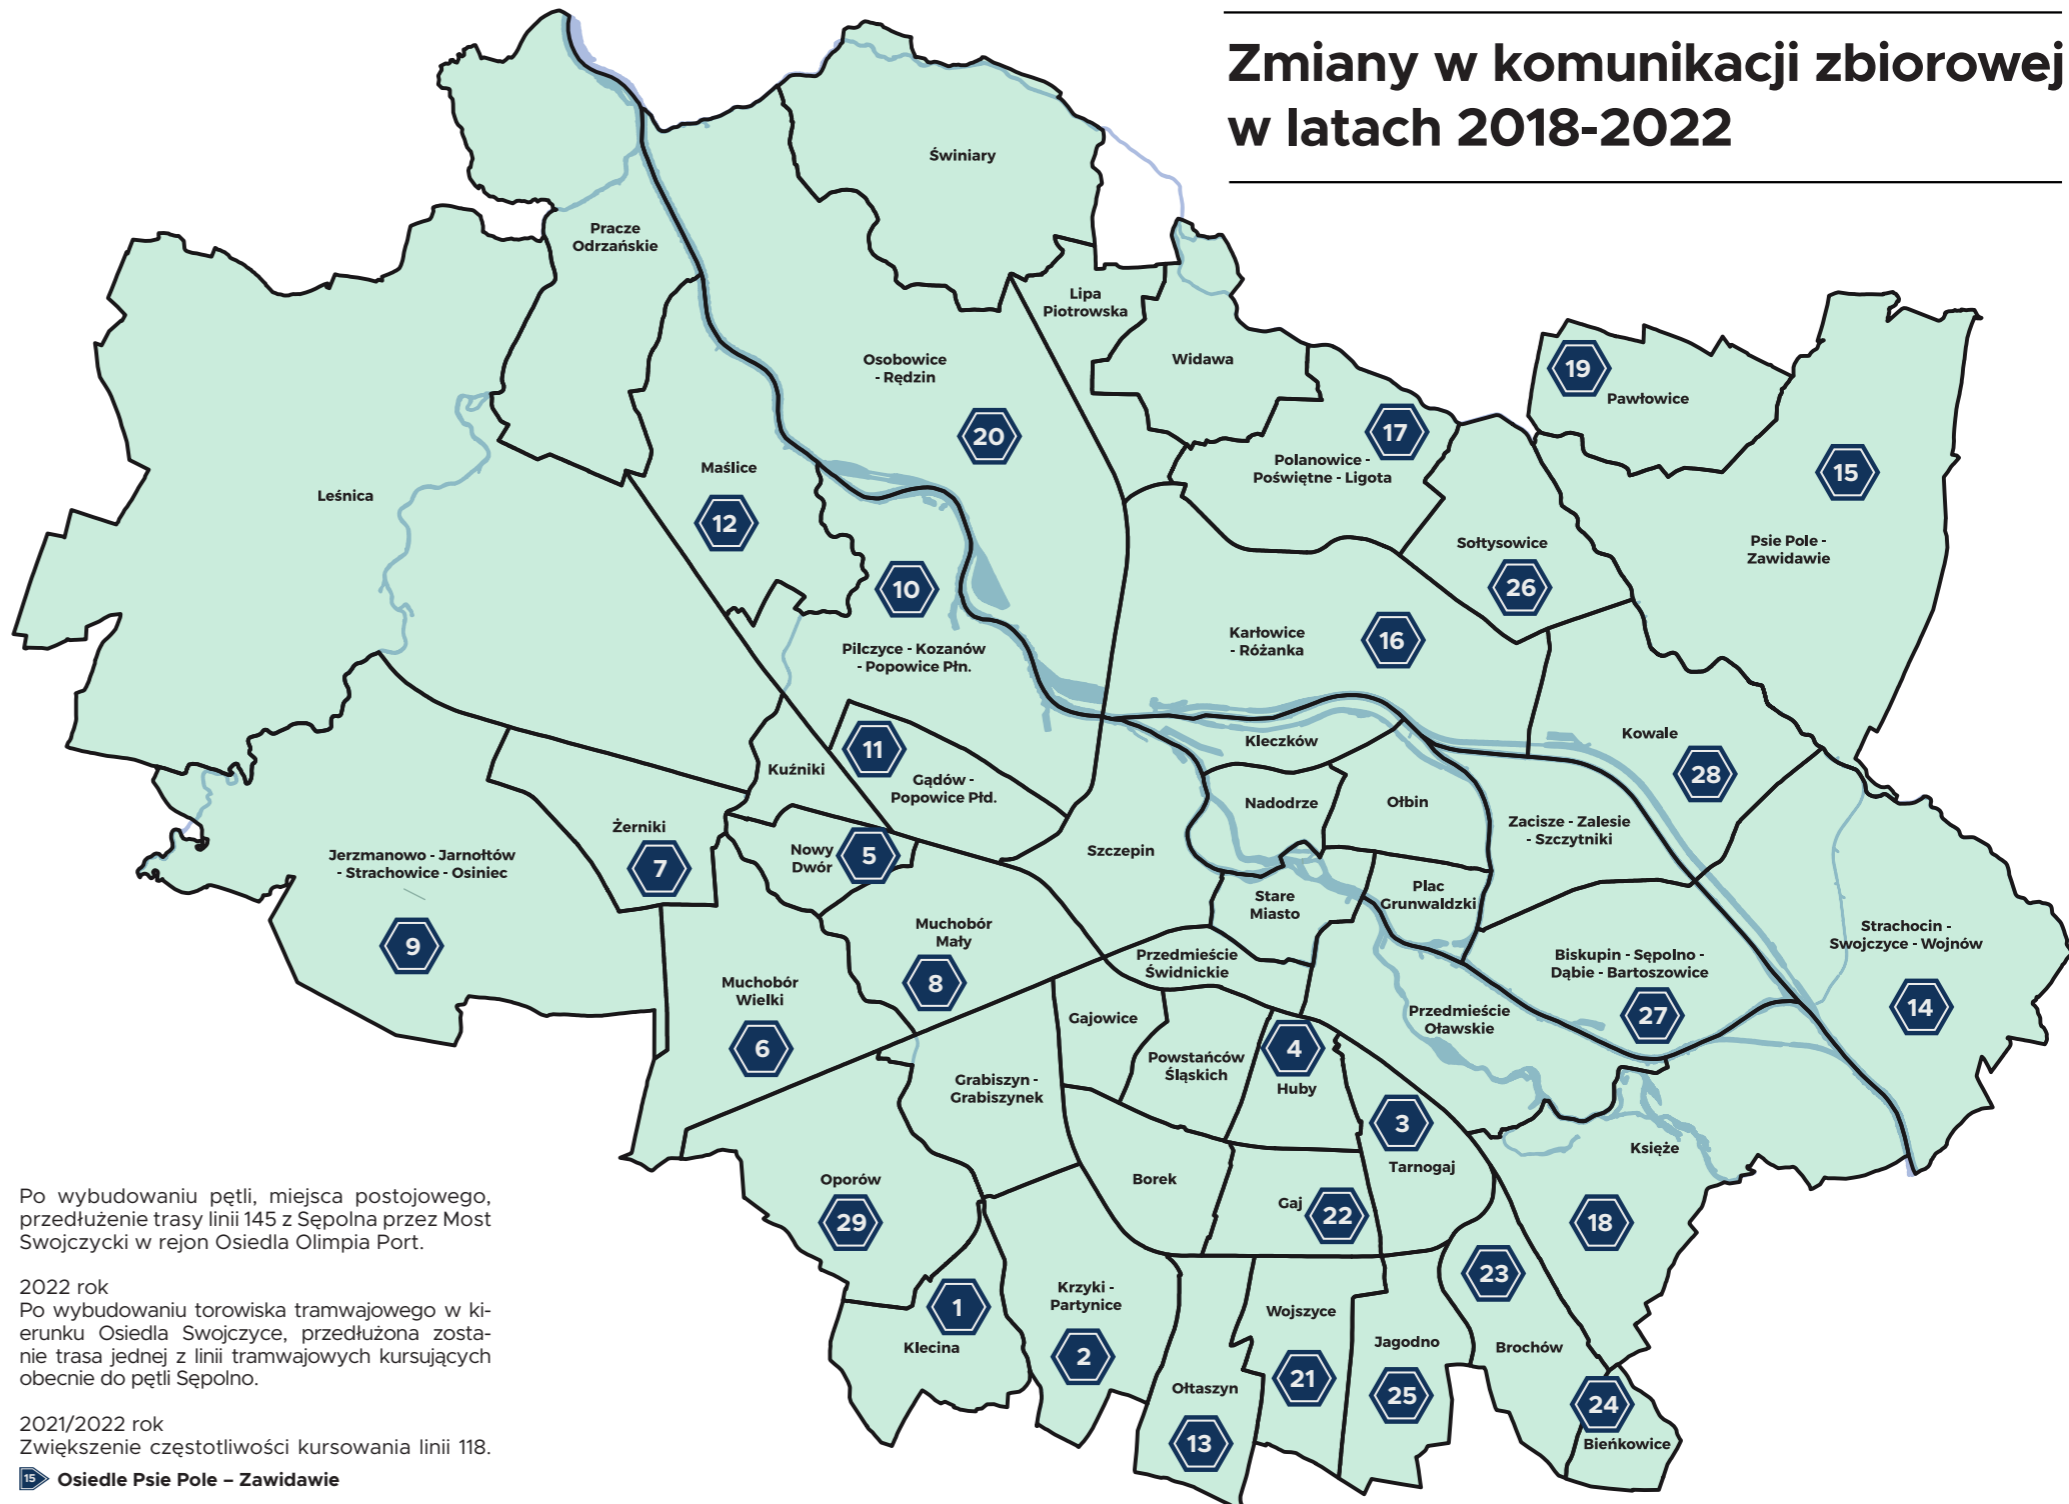 Zmiany w komunikacji zbiorowej
w latach 2018-2022
Świniary
Pracze
Odrzańskie
Lipa
Piotrowska
Osobowice
- Rędzin
20
Widawa
19
Pawłowice
17
Polanowice -
Poświętne - Ligota
15
Psie Pole -
Zawidawie
Leśnica
Maślice
12
Sołtysowice
26
10
Pilczyce - Kozanów
- Popowice Płn.
Karłowice
- Różanka
16
Kowale
28
Kleczków
11
Gądów -
Popowice Płd.
Kuźniki
Nadodrze
Ołbin
Zacisze - Zalesie
- Szczytniki
Żerniki
7
Nowy
Dwór
5
Szczepin
Jerzmanowo - Jarnołtów
- Strachowice - Osiniec
9
Stare
Miasto
Plac
Grunwaldzki
Muchobór
Mały
8
Przedmieście
Świdnickie
Biskupin - Sępolno -
Dąbie - Bartoszowice
27
Strachocin -
Swojczyce - Wojnów
14
Muchobór
Wielki
6
Gajowice
Przedmieście
Oławskie
Powstańców
Śląskich
4
Huby
Grabiszyn -
Grabiszynek
3
Tarnogaj
Księże
18
Oporów
29
Borek
Gaj
22
23
Brochów
1
Klecina
Krzyki -
Partynice
2
Wojszyce
21
Jagodno
25
Ołtaszyn
13
24
Bieńkowice
Po wybudowaniu pętli, miejsca postojowego,
przedłużenie trasy linii 145 z Sępolna przez Most
Swojczycki w rejon Osiedla Olimpia Port.
2022 rok
Po wybudowaniu torowiska tramwajowego w ki-
erunku Osiedla Swojczyce, przedłużona zosta-
nie trasa jednej z linii tramwajowych kursujących
obecnie do pętli Sępolno.
2021/2022 rok
Zwiększenie częstotliwości kursowania linii 118.
15 Osiedle Psie Pole – Zawidawie